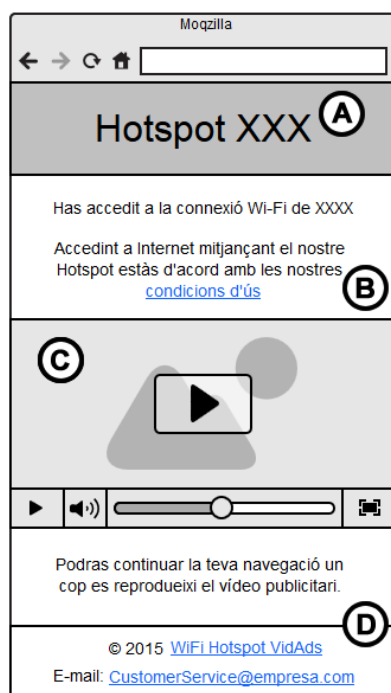 Moqzilla
Hotspot XXX
A
Has accedit a la connexió Wi-Fi de XXXX
Accedint a Internet mitjançant el nostre
Hotspot estàs d'acord amb les nostres
condicions d'ús
B
C
Podras continuar la teva navegació un
cop es reprodueixi el vídeo publicitari.
D
© 2015 WiFi Hotspot VidAds
E-mail: CustomerService@empresa.com